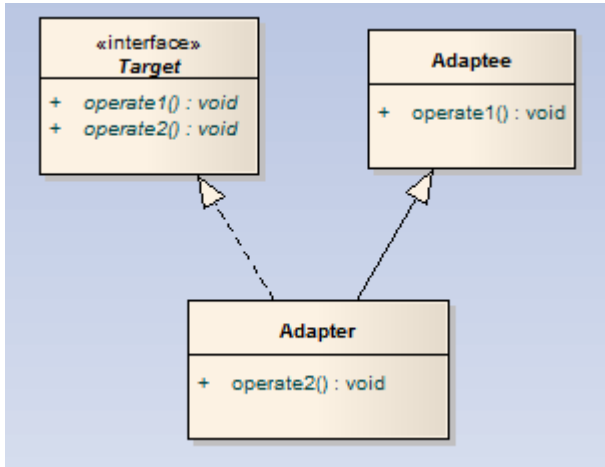 «interface»
Target
+ operate1() : void
+ operate2() : void
Adaptee
+ operate1() : void
Adapter
+ operate2() : void